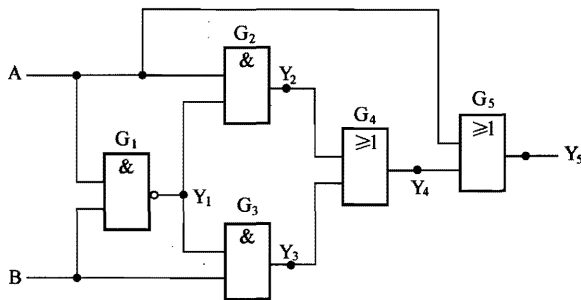 G₂
&
A
Y₂
G₅
G₄
≥1
≥1
G₁
&
Y₅
Y₄
Y₁
G₃
&
Y₃
B